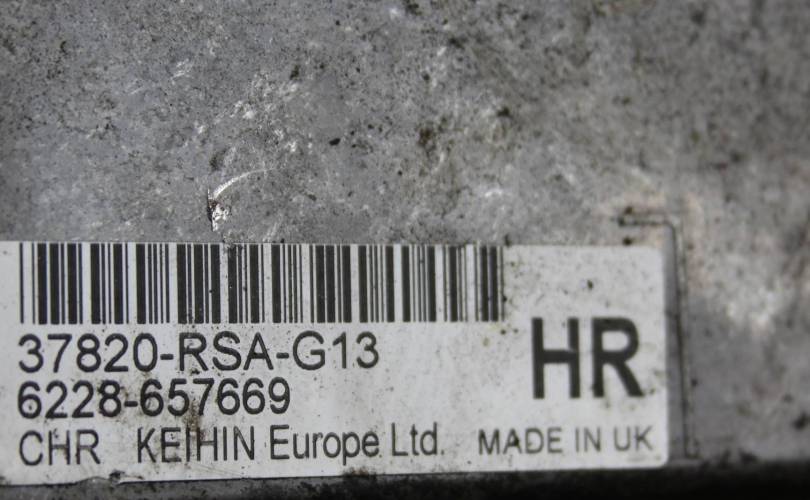 37820-RSA-G13
HR
6228-657669
CHR KEIHIN Europe Ltd. MADE IN UK